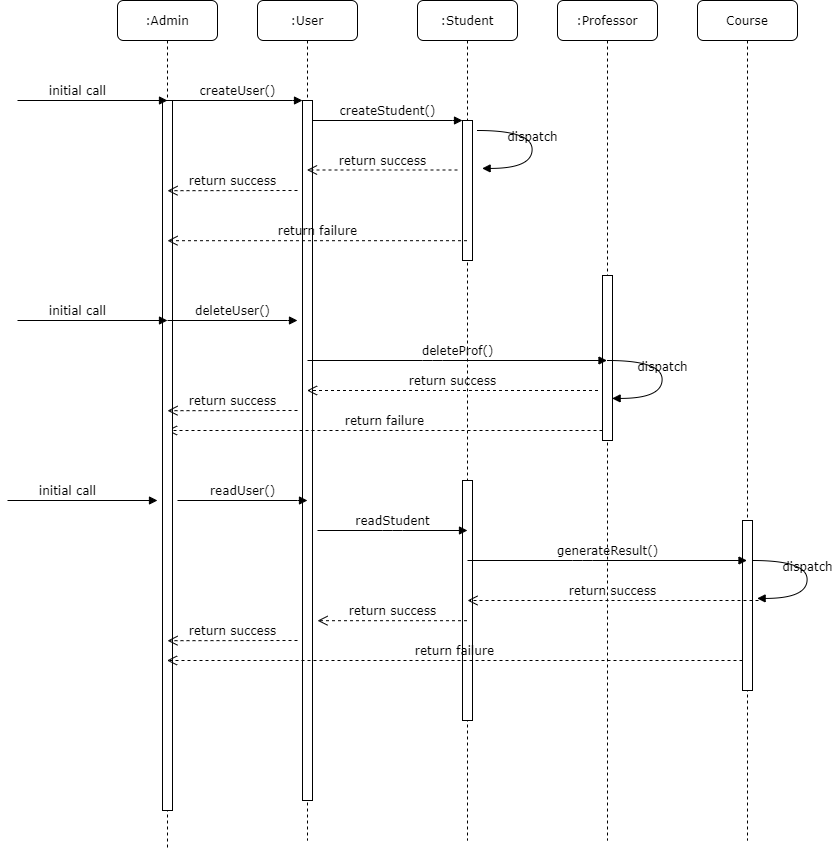 :Admin
:User
:Student
:Professor
Course
initial call
createUser()
createStudent()
dispatch
return success
return success
return failure
initial call
deleteUser()
deleteProf()
dispatch
return success
return success
return failure
initial call
readUser()
readStudent
generateResult()
dispatch
return success
return success
return success
return failure